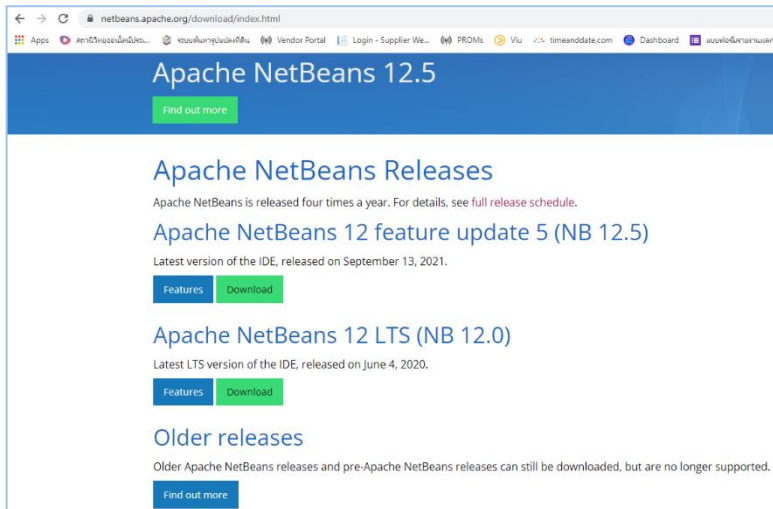 netbeans.apache.org/download/index.html
Apps
Vendor Portal
Login - Supplier We...
PROMs
Viu
timeanddate.com
Dashboard
Apache NetBeans 12.5
Find out more
Apache NetBeans Releases
Apache NetBeans is released four times a year. For details, see full release schedule.
Apache NetBeans 12 feature update 5 (NB 12.5)
Latest version of the IDE, released on September 13, 2021.
Features Download
Apache NetBeans 12 LTS (NB 12.0)
Latest LTS version of the IDE, released on June 4, 2020.
Features Download
Older releases
Older Apache NetBeans releases and pre-Apache NetBeans releases can still be downloaded, but are no longer supported.
Find out more